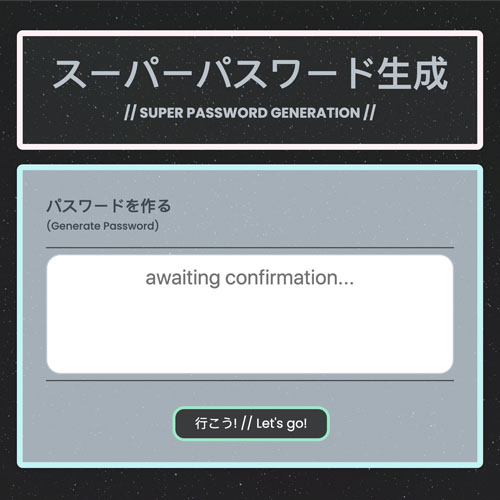 スーパーパスワード生成
// SUPER PASSWORD GENERATION //
パスワードを作る
(Generate Password)
awaiting confirmation...
行こう! // Let's go!